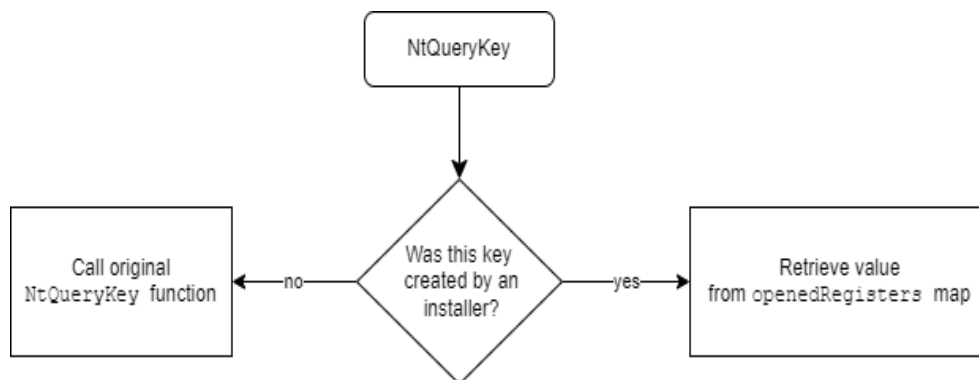 NtQueryKey
Was this key
created by an
installer?
no
Call original
NtQueryKey function
yes
Retrieve value
from openedRegisters map